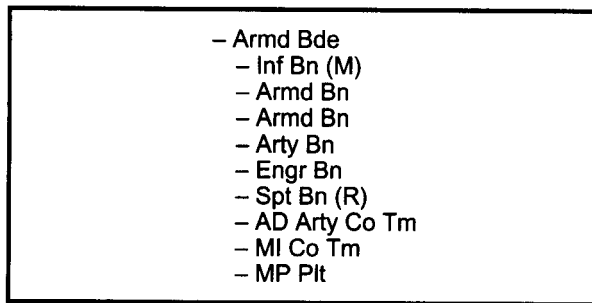 – Armd Bde
– Inf Bn (M)
– Armd Bn
– Armd Bn
– Arty Bn
– Engr Bn
– Spt Bn (R)
– AD Arty Co Tm
– MI Co Tm
– MP Plt